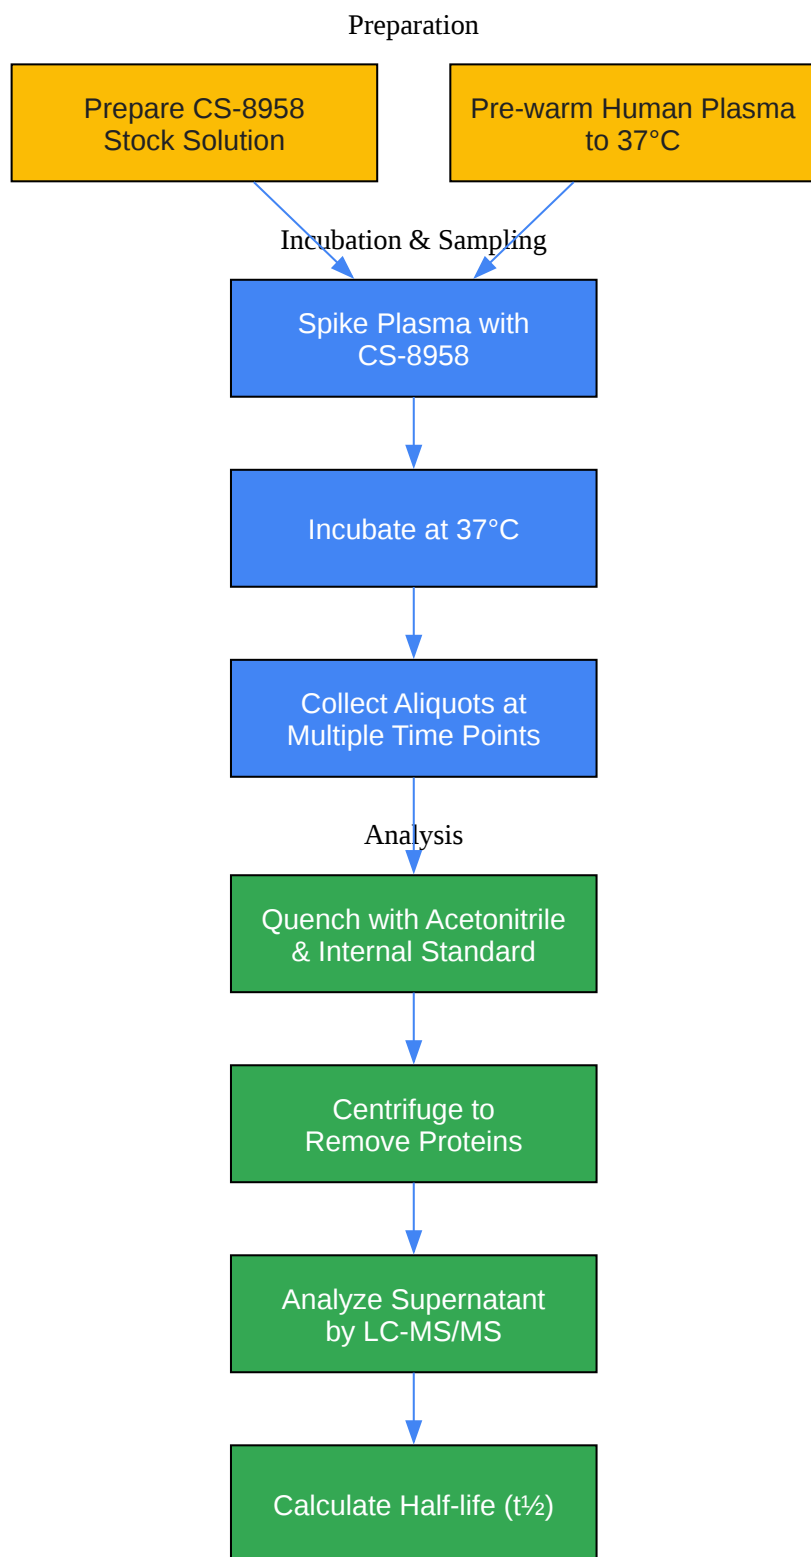 Preparation
Prepare CS-8958
Stock Solution
Pre-warm Human Plasma
to 37°C
Incubation & Sampling
Spike Plasma with
CS-8958
Incubate at 37°C
Collect Aliquots at
Multiple Time Points
Analysis
Quench with Acetonitrile
& Internal Standard
Centrifuge to
Remove Proteins
Analyze Supernatant
by LC-MS/MS
Calculate Half-life (t½)